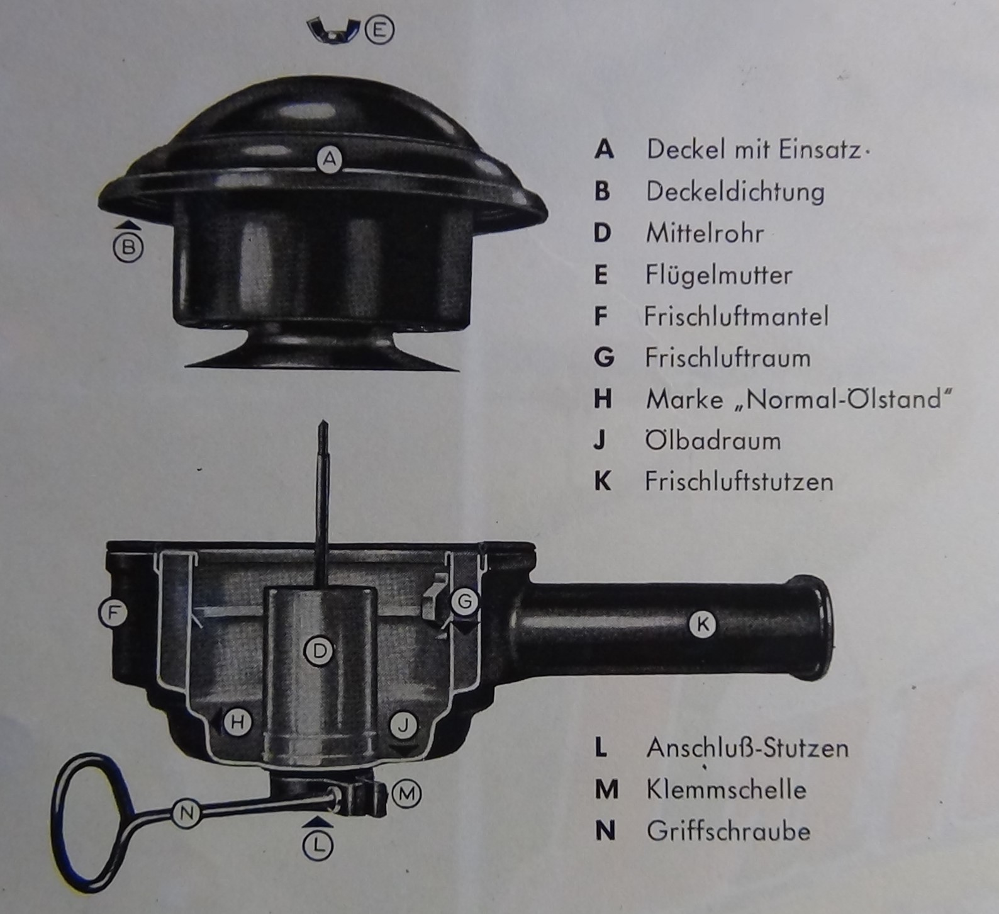 E
A
B
A Deckel mit Einsatz
B Deckeldichtung
D Mittelrohr
E Flügelmutter
F Frischluftmantel
G Frischluftraum
H Marke „Normal-Ölstand"
J Ölbadraum
K Frischluftstutzen
F
G
D
K
H
J
M
N
L
L Anschluß-Stutzen
M Klemmschelle
N Griffschraube